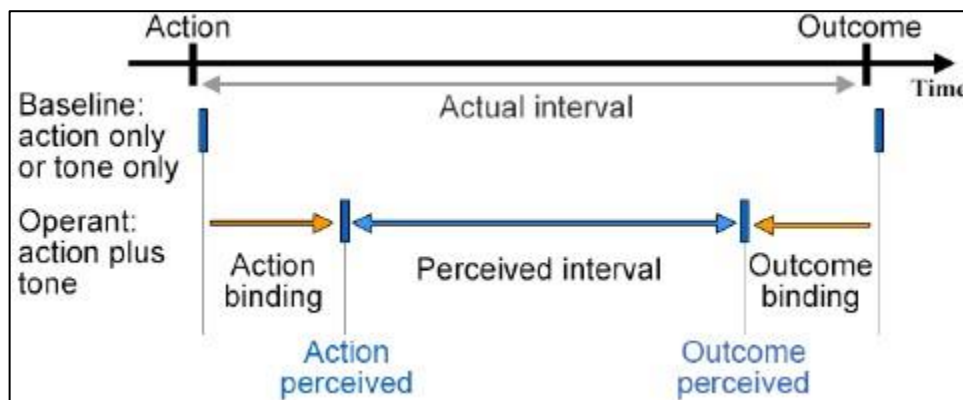 Action
Outcome
Time
Actual interval
Baseline:
action only
or tone only
Operant:
action plus
tone
Action
binding
Perceived interval
Outcome
binding
Action
perceived
Outcome
perceived